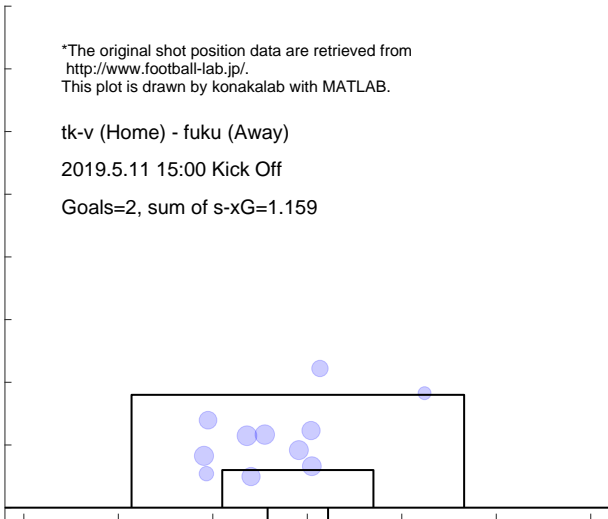 *The original shot position data are retrieved from
http://www.football-lab.jp/.
This plot is drawn by konakalab with MATLAB.
tk-v (Home) - fuku (Away)
2019.5.11 15:00 Kick Off
Goals=2, sum of s-xG=1.159